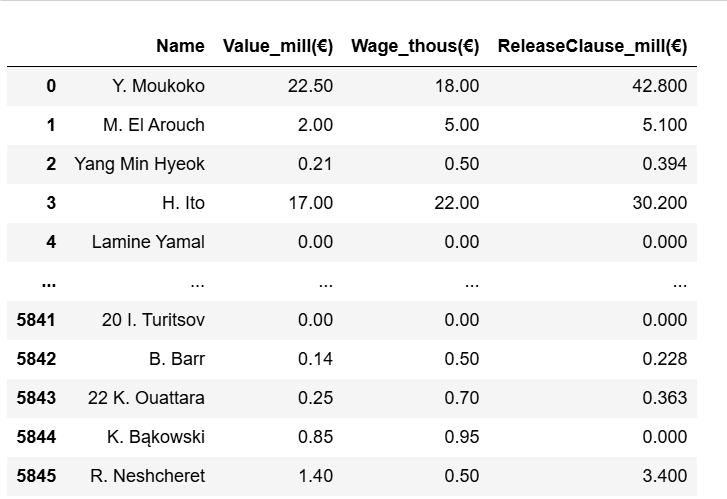 Name Value_mill(€) Wage_thous(€) ReleaseClause_mill(€)
0 Y. Moukoko 22.50 18.00 42.800
1 M. El Arouch 2.00 5.00 5.100
2 Yang Min Hyeok 0.21 0.50 0.394
3 H. Ito 17.00 22.00 30.200
4 Lamine Yamal 0.00 0.00 0.000
... ... ... ... ...
5841 20 I. Turitsov 0.00 0.00 0.000
5842 B. Barr 0.14 0.50 0.228
5843 22 K. Ouattara 0.25 0.70 0.363
5844 K. Bąkowski 0.85 0.95 0.000
5845 R. Neshcheret 1.40 0.50 3.400